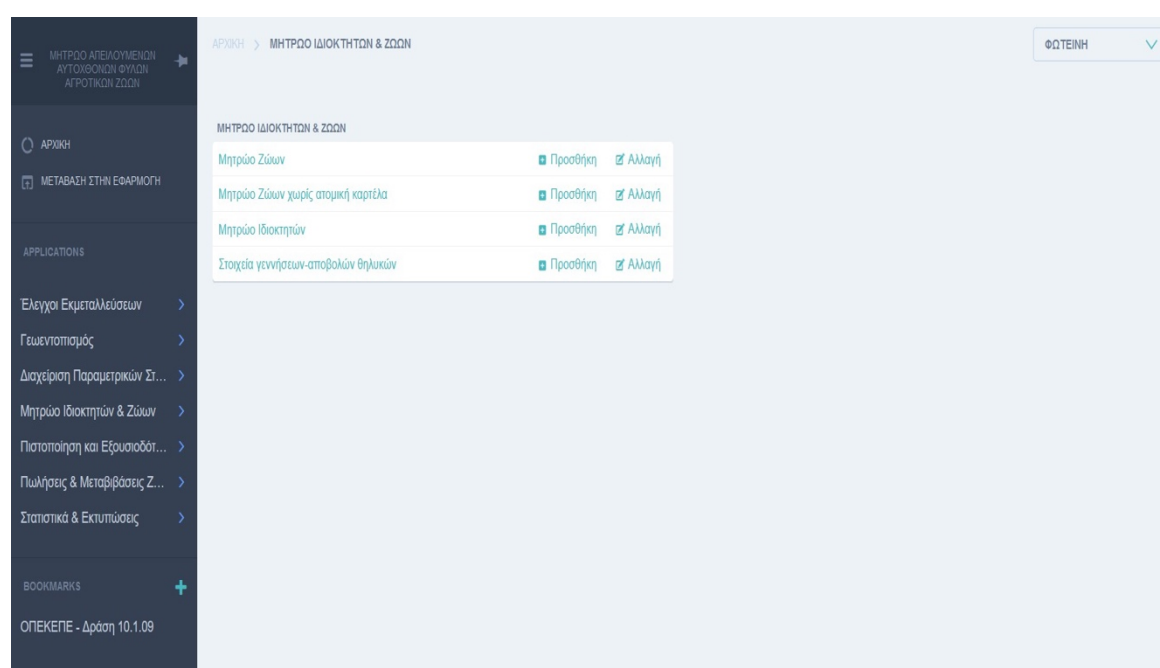 ΜΗΤΡΩΟ ΑΠΕΙΛΟΥΜΕΝΩΝ
ΑΥΤΟΧΘΟΝΩΝ ΦΥΛΩΝ
ΑΓΡΟΤΙΚΩΝ ΖΩΩΝ
ΑΡΧΙΚΗ > ΜΗΤΡΩΟ ΙΔΙΟΚΤΗΤΩΝ & ΖΩΩΝ
ΦΩΤΕΙΝΗ
ΑΡΧΙΚΗ
ΜΕΤΑΒΑΣΗ ΣΤΗΝ ΕΦΑΡΜΟΓΗ
APPLICATIONS
Έλεγχοι Εκμεταλλεύσεων
Γεωεντοπισμός
Διαχείριση Παραμετρικών Στ...
Μητρώο Ιδιοκτητών & Ζώων
Πιστοποίηση και Εξουσιοδότ...
Πωλήσεις & Μεταβιβάσεις Ζ...
Στατιστικά & Εκτυπώσεις
BOOKMARKS
ΟΠΕΚΕΠΕ - Δράση 10.1.09
ΜΗΤΡΩΟ ΙΔΙΟΚΤΗΤΩΝ & ΖΩΩΝ
Μητρώο Ζώων Προσθήκη Αλλαγή
Μητρώο Ζώων χωρίς ατομική καρτέλα Προσθήκη Αλλαγή
Μητρώο Ιδιοκτητών Προσθήκη Αλλαγή
Στοιχεία γεννήσεων-αποβολών θηλυκών Προσθήκη Αλλαγή